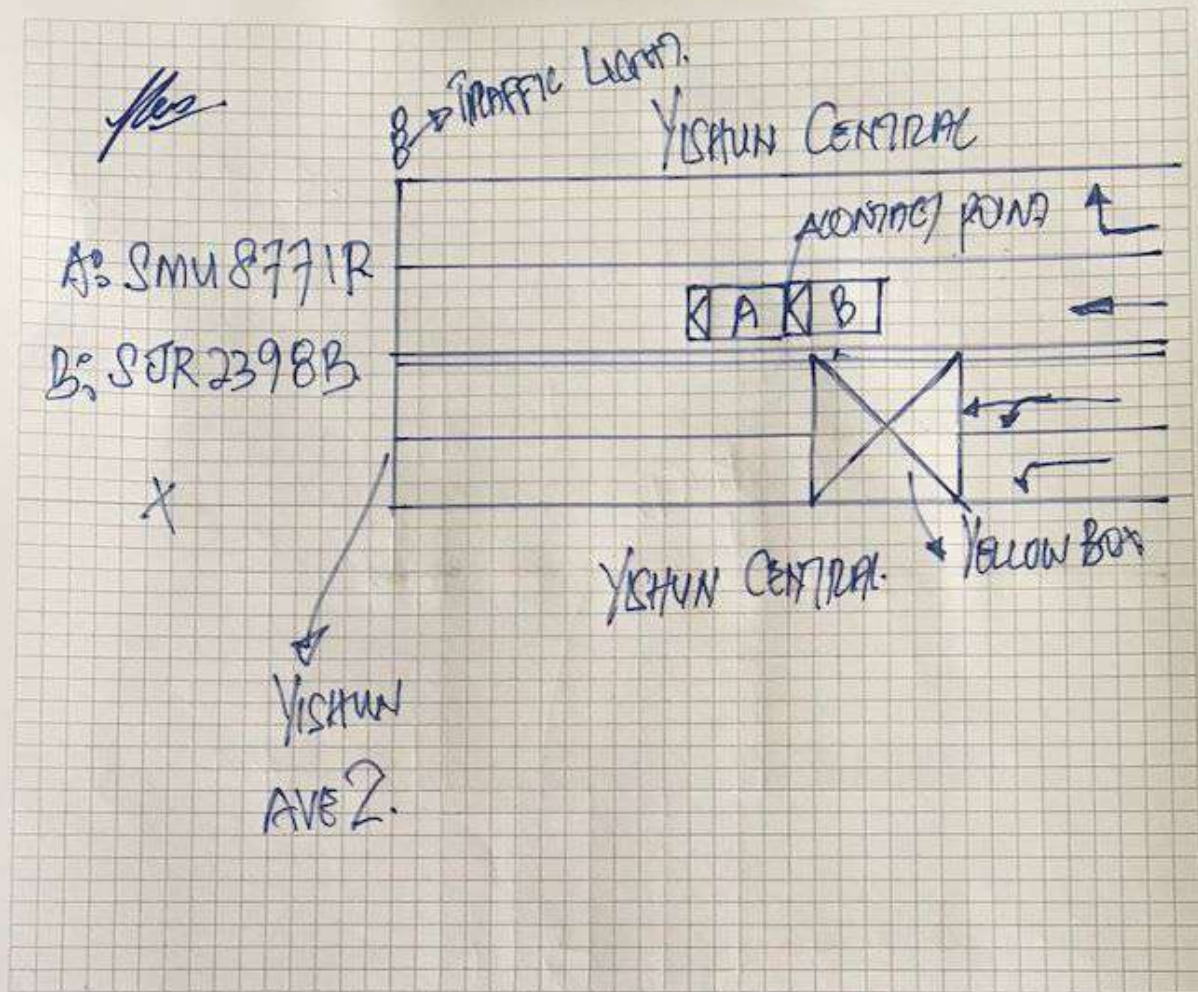 TRAFFIC LIGHT.
YISHUN CENTRAL
CONTACT POINT
A: SMU8771R
A B
B: SJR2398B
YELLOW BOX
YISHUN CENTRAL.
YISHUN
AVE 2.